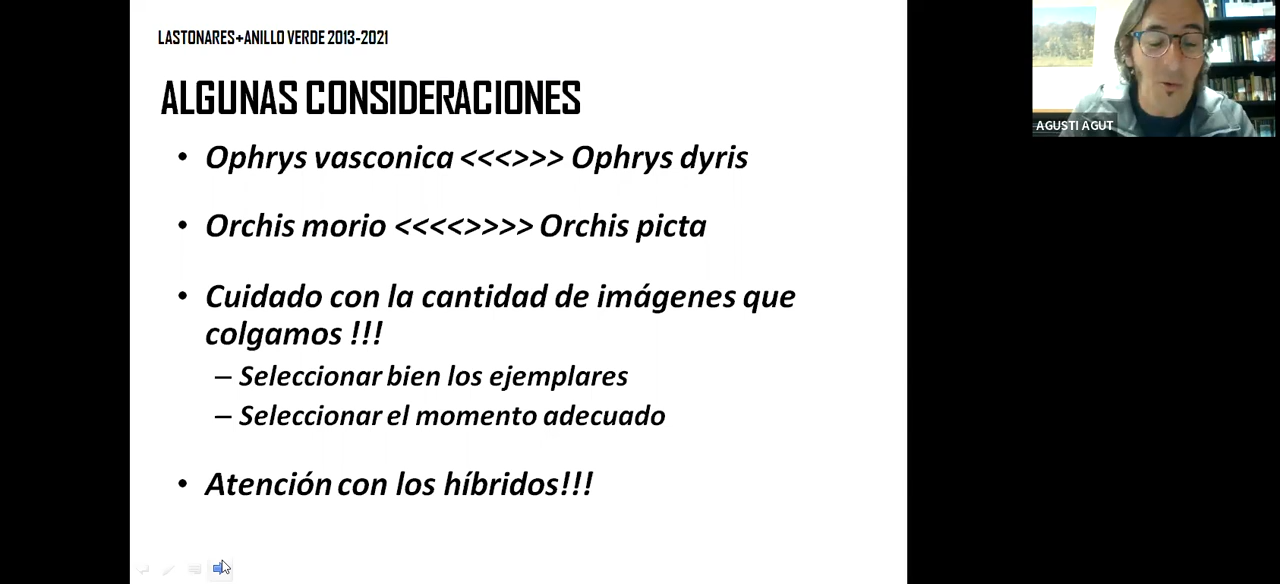 LASTONARES+ANILLO VERDE 2013-2021
ALGUNAS CONSIDERACIONES
• Ophrys vasconica <<<>>> Ophrys dyris
• Orchis morio <<<<>>>> Orchis picta
• Cuidado con la cantidad de imágenes que
colgamos !!!
– Seleccionar bien los ejemplares
– Seleccionar el momento adecuado
• Atención con los híbridos!!!
AGUSTI AGUT